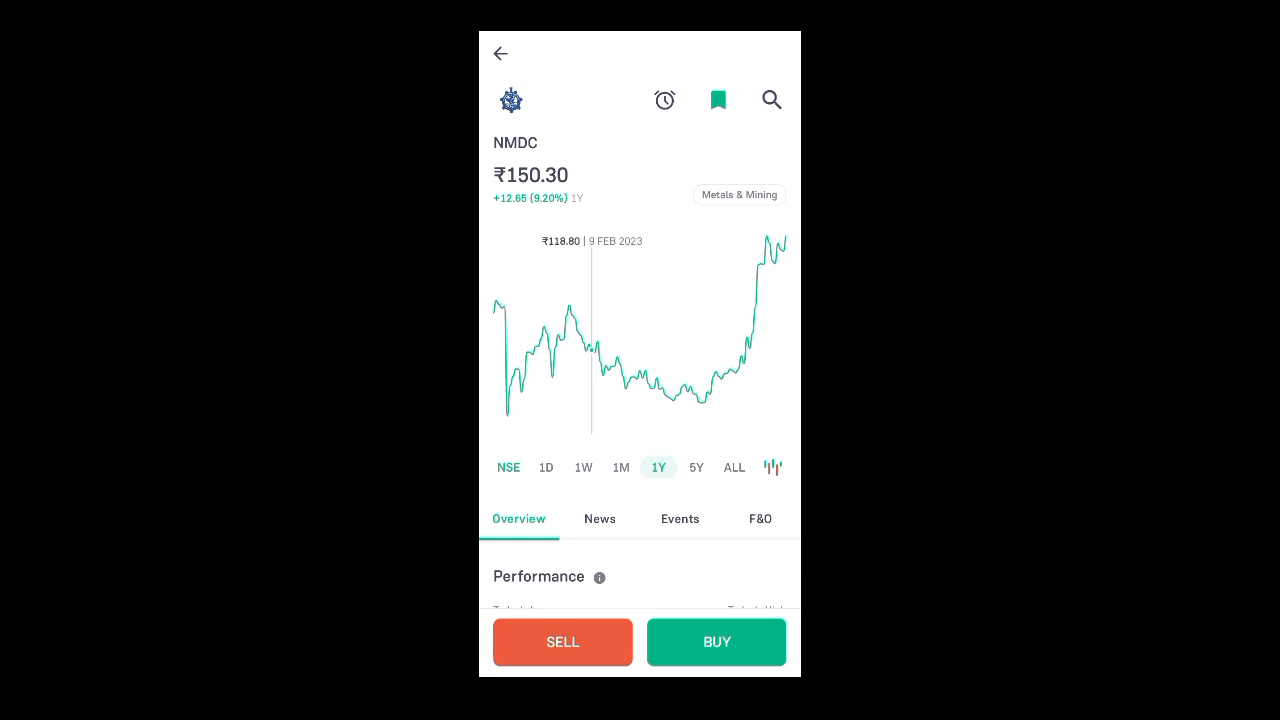 NMDC
₹150.30
+12.65 (9.20%) 1Y
Metals & Mining
₹118.80 | 9 FEB 2023
NSE 1D 1W 1M 1Y 5Y ALL
Overview News Events F&O
Performance
SELL BUY